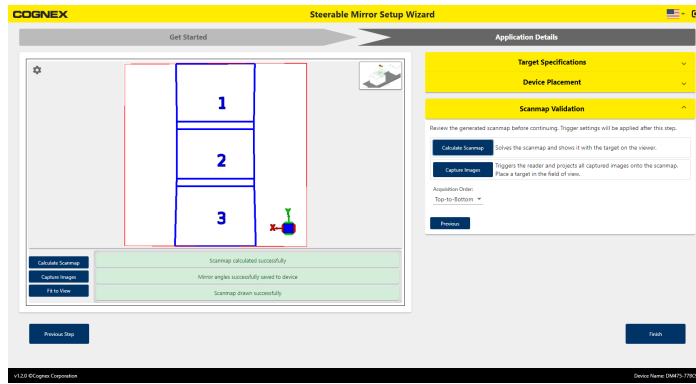 COGNEX
Steerable Mirror Setup Wizard
Get Started
Application Details
1
2
3
Y
X
Calculate Scanmap
Capture Images
Fit to View
Scanmap calculated successfully
Mirror angles successfully saved to device
Scanmap drawn successfully
Target Specifications
Device Placement
Scanmap Validation
Review the generated scanmap before continuing. Trigger settings will be applied after this step.
Calculate Scanmap
Solves the scanmap and shows it with the target on the viewer.
Capture Images
Triggers the reader and projects all captured images onto the scanmap.
Place a target in the field of view.
Acquisition Order:
Top-to-Bottom
Previous
Previous Step
Finish
v1.2.0 ©Cognex Corporation
Device Name: